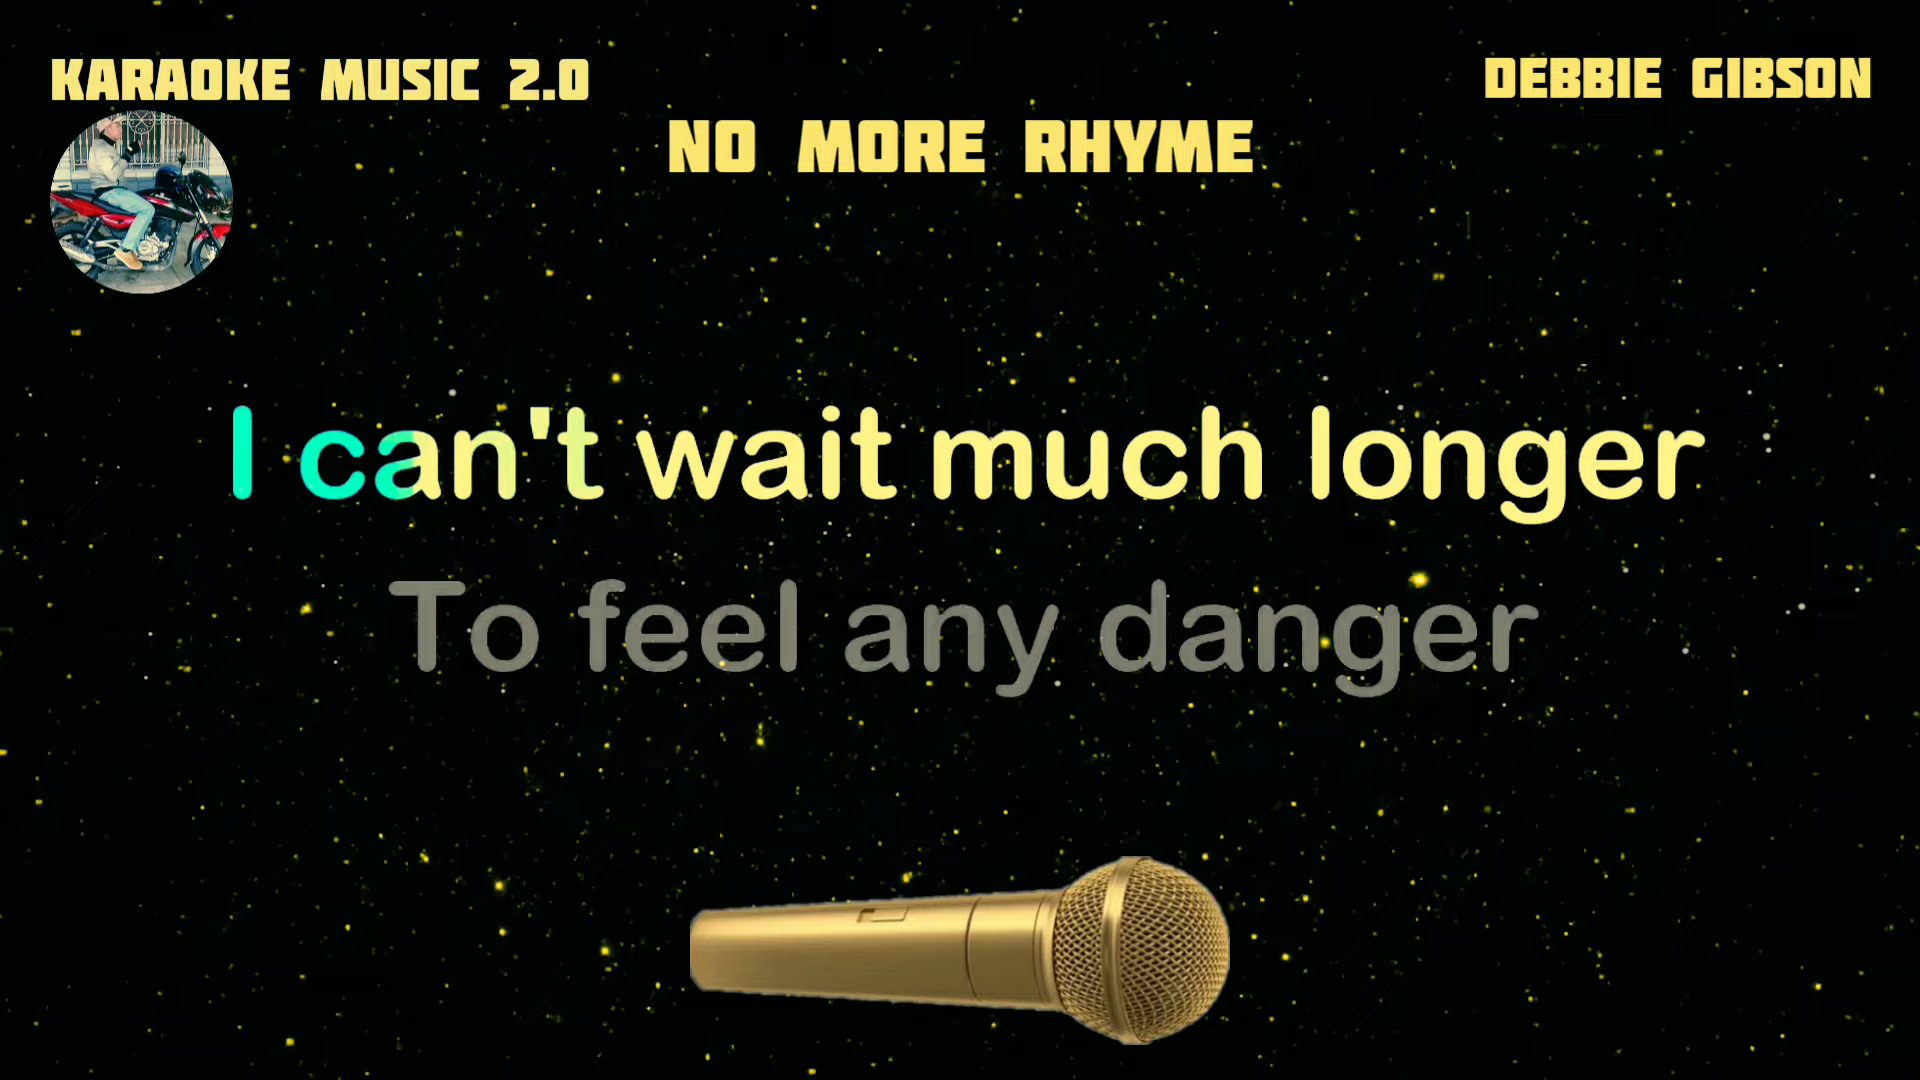 KARAOKE MUSIC 2.0
DEBBIE GIBSON
NO MORE RHYME
I can't wait much longer
To feel any danger